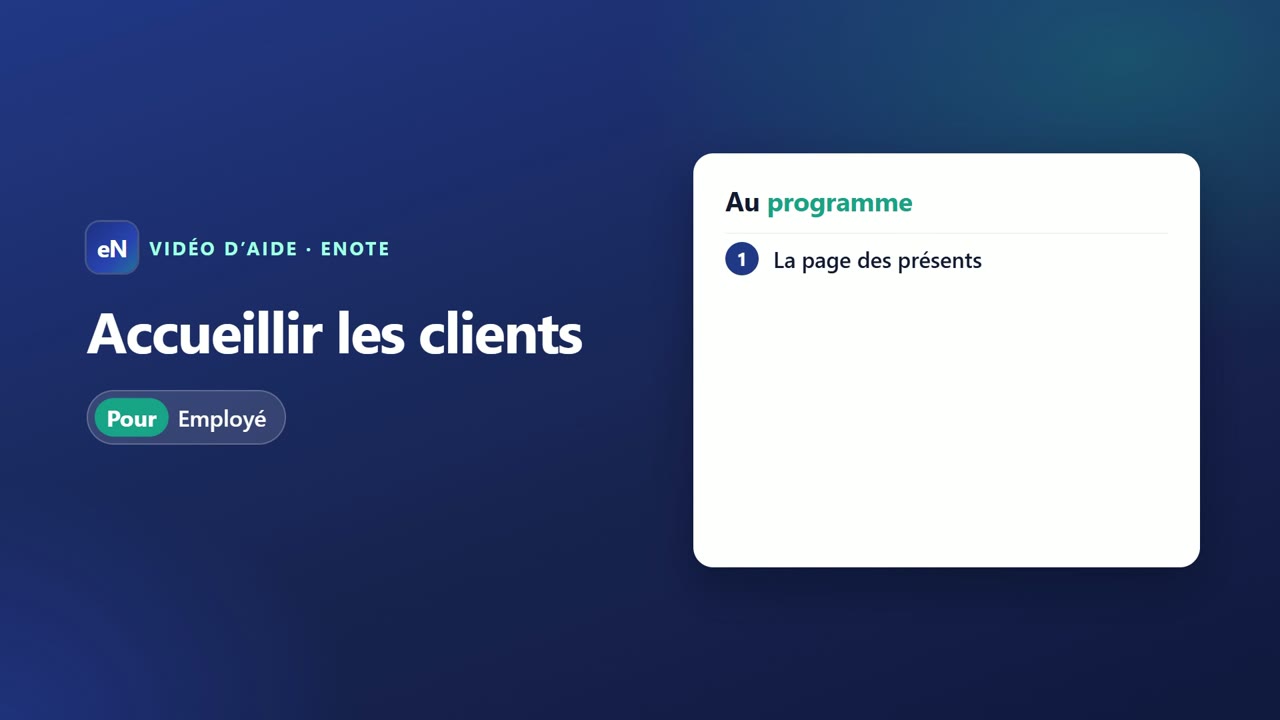 eN
VIDÉO D’AIDE · ENOTE
Accueillir les clients
Pour Employé
Au programme
1 La page des présents